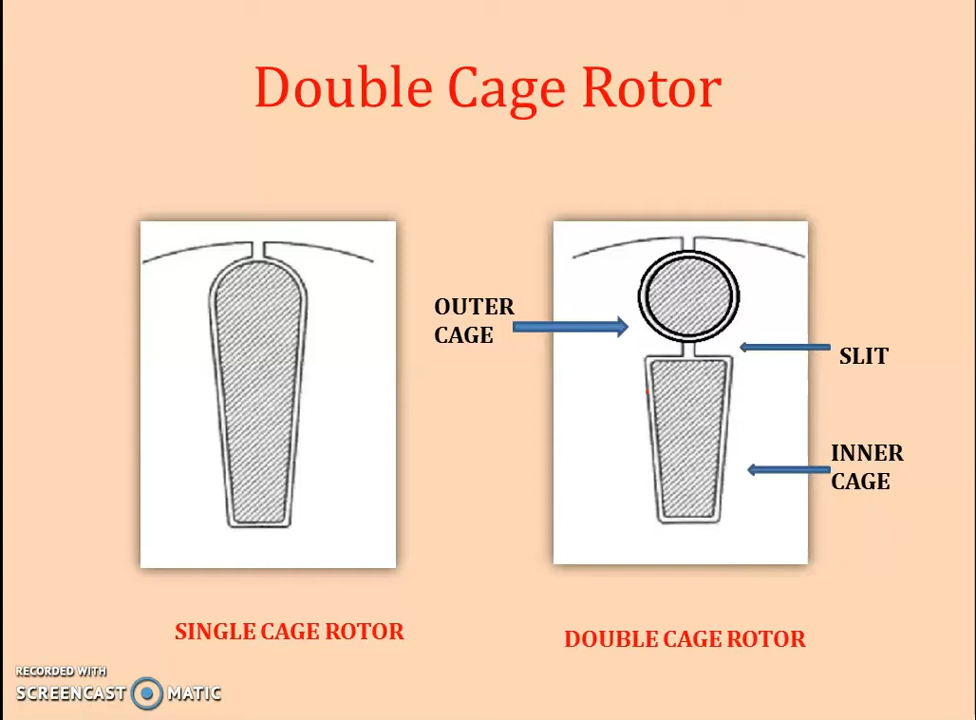 Double Cage Rotor
OUTER
CAGE
SLIT
INNER
CAGE
SINGLE CAGE ROTOR
DOUBLE CAGE ROTOR
RECORDED WITH
SCREENCAST MATIC